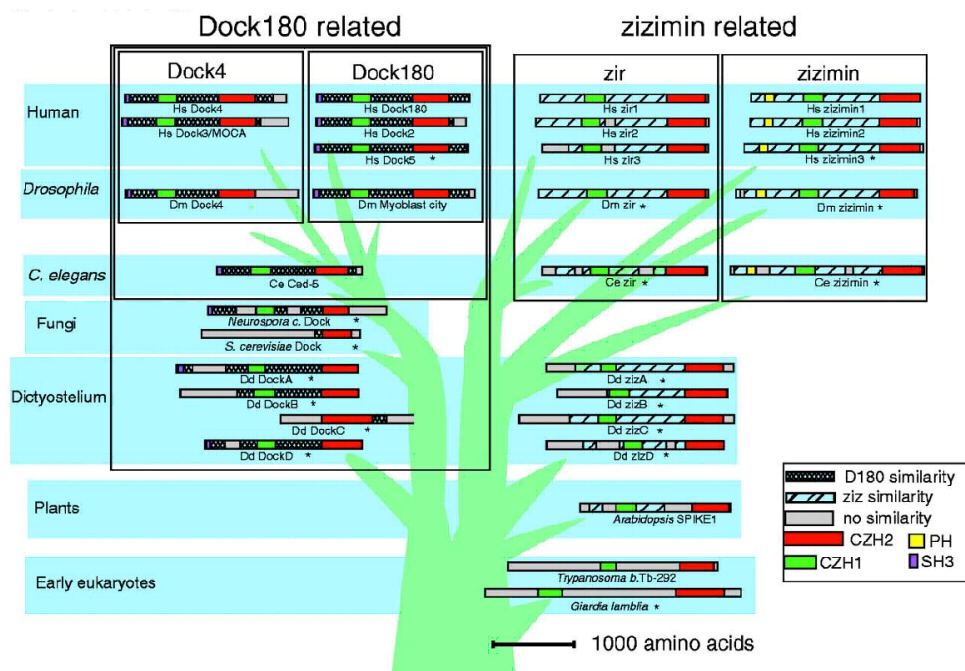 Dock180 related
zizimin related
Dock4
Dock180
zir
zizimin
Human
Hs Dock4
Hs Dock180
Hs zir1
Hs zizimin1
Hs Dock3/MOCA
Hs Dock2
Hs zir2
Hs zizimin2
Hs Dock5 *
Hs zir3
Hs zizimin3 *
Drosophila
Dm Dock4
Dm Myoblast city
Dm zir *
Dm zizimin *
C. elegans
Ce Ced-5
Ce zir *
Ce zizimin *
Fungi
Neurospora c. Dock *
S. cerevisiae Dock *
Dictyostelium
Dd DockA *
Dd zizA *
Dd DockB *
Dd zizB *
Dd DockC *
Dd zizC *
Dd DockD *
Dd zizD *
Plants
Arabidopsis SPIKE1
Early eukaryotes
Trypanosoma b.Tb-292
Giardia lamblia *
1000 amino acids
D180 similarity
ziz similarity
no similarity
CZH2
PH
CZH1
SH3